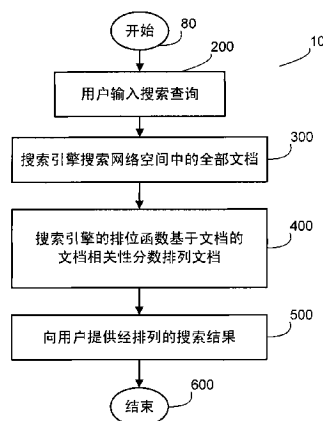 开始
80
10
200
用户输入搜索查询
300
搜索引擎搜索网络空间中的全部文档
搜索引擎的排位函数基于文档的
文档相关性分数排列文档
400
500
向用户提供经排列的搜索结果
结束
600